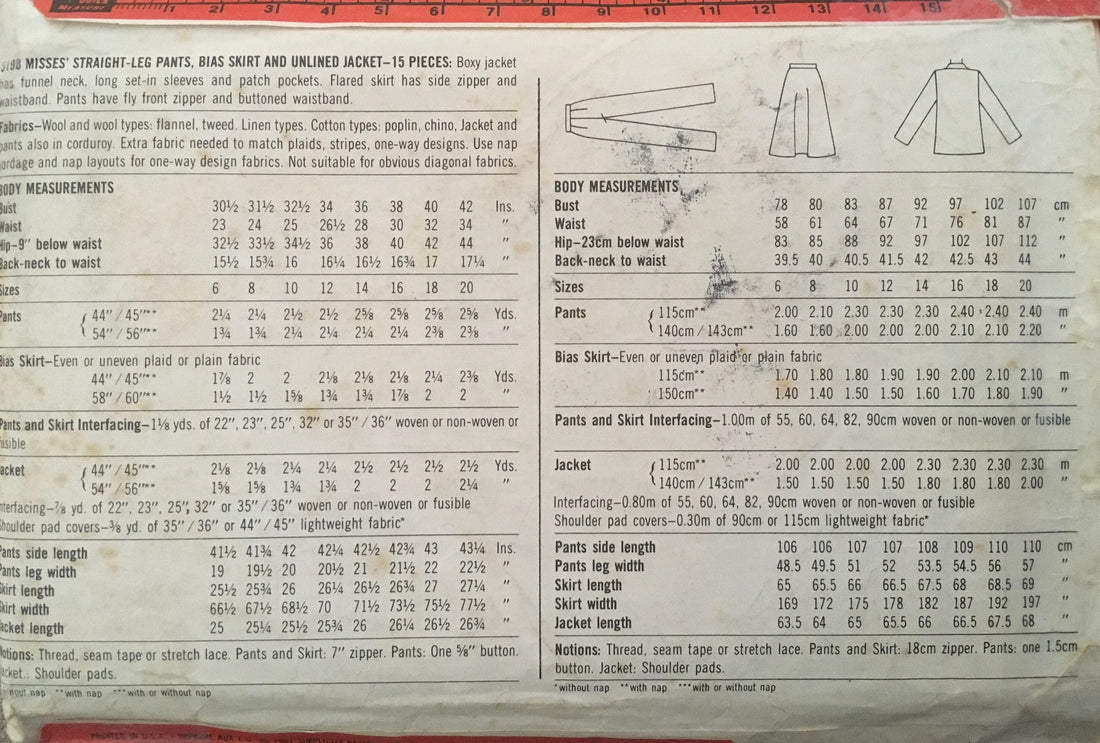 1 2 3 4 5 6 7 8 9 10 11 12 13 14 15
MISSES' STRAIGHT-LEG PANTS, BIAS SKIRT AND UNLINED JACKET–15 PIECES: Boxy jacket
has funnel neck, long set-in sleeves and patch pockets. Flared skirt has side zipper and
waistband. Pants have fly front zipper and buttoned waistband.
Fabrics–Wool and wool types: flannel, tweed. Linen types. Cotton types: poplin, chino, Jacket and
pants also in corduroy. Extra fabric needed to match plaids, stripes, one-way designs. Use nap
yardage and nap layouts for one-way design fabrics. Not suitable for obvious diagonal fabrics.
BODY MEASUREMENTS
Bust 30½ 31½ 32½ 34 36 38 40 42 Ins.
Waist 23 24 25 26½ 28 30 32 34 "
Hip–9" below waist 32½ 33½ 34½ 36 38 40 42 44 "
Back-neck to waist 15½ 15¾ 16 16¼ 16½ 16¾ 17 17¼ "
Sizes 6 8 10 12 14 16 18 20
Pants 44"/45"** 2¼ 2¼ 2½ 2½ 2⅝ 2⅝ 2⅝ 2⅝ Yds.
54"/56"** 1¾ 1¾ 2¼ 2¼ 2¼ 2⅜ 2⅜ "
Bias Skirt–Even or uneven plaid or plain fabric
44"/45"** 1⅞ 2 2 2⅛ 2⅛ 2⅛ 2¼ 2⅜ Yds.
58"/60"** 1½ 1½ 1⅝ 1¾ 1¾ 1⅞ 2 2 "
Pants and Skirt Interfacing–1⅛ yds. of 22", 23", 25", 32" or 35"/36" woven or non-woven or
fusible
Jacket 44"/45"** 2⅛ 2⅛ 2¼ 2¼ 2½ 2½ 2½ 2½ Yds.
54"/56"** 1⅝ 1⅝ 1¾ 1¾ 2 2 2 2¼ "
Interfacing–⅞ yd. of 22", 23", 25", 32" or 35"/36" woven or non-woven or fusible
Shoulder pad covers–⅜ yd. of 35"/36" or 44"/45" lightweight fabric*
Pants side length 41½ 41¾ 42 42¼ 42½ 42¾ 43 43¼ Ins.
Pants leg width 19 19½ 20 20½ 21 21½ 22 22½ "
Skirt length 25½ 25¾ 26 26¼ 26½ 26¾ 27 27¼ "
Skirt width 66½ 67½ 68½ 70 71½ 73½ 75½ 77½ "
Jacket length 25 25¼ 25½ 25¾ 26 26¼ 26½ 26¾ "
Notions: Thread, seam tape or stretch lace. Pants and Skirt: 7" zipper. Pants: One ⅝" button.
Jacket.: Shoulder pads.
without nap **with nap ***with or without nap
BODY MEASUREMENTS
Bust 78 80 83 87 92 97 102 107 cm
Waist 58 61 64 67 71 76 81 87 "
Hip–23cm below waist 83 85 88 92 97 102 107 112 "
Back-neck to waist 39.5 40 40.5 41.5 42 42.5 43 44 "
Sizes 6 8 10 12 14 16 18 20
Pants 115cm** 2.00 2.10 2.30 2.30 2.30 2.40 2.40 2.40 m
140cm/143cm** 1.60 1.60 2.00 2.00 2.00 2.10 2.10 2.20 "
Bias Skirt–Even or uneven plaid or plain fabric
115cm** 1.70 1.80 1.80 1.90 1.90 2.00 2.10 2.10 m
150cm** 1.40 1.40 1.50 1.50 1.60 1.70 1.80 1.90 "
Pants and Skirt Interfacing–1.00m of 55, 60, 64, 82, 90cm woven or non-woven or fusible
Jacket 115cm** 2.00 2.00 2.00 2.00 2.30 2.30 2.30 2.30 m
140cm/143cm** 1.50 1.50 1.50 1.50 1.80 1.80 1.80 2.00 "
Interfacing–0.80m of 55, 60, 64, 82, 90cm woven or non-woven or fusible
Shoulder pad covers–0.30m of 90cm or 115cm lightweight fabric*
Pants side length 106 106 107 107 108 109 110 110 cm
Pants leg width 48.5 49.5 51 52 53.5 54.5 56 57 "
Skirt length 65 65.5 66 66.5 67.5 68 68.5 69 "
Skirt width 169 172 175 178 182 187 192 197 "
Jacket length 63.5 64 65 65.5 66 66.5 67.5 68 "
Notions: Thread, seam tape or stretch lace. Pants and Skirt: 18cm zipper. Pants: one 1.5cm
button. Jacket: Shoulder pads.
*without nap **with nap ***with or without nap
PRINTED IN U.S.A.